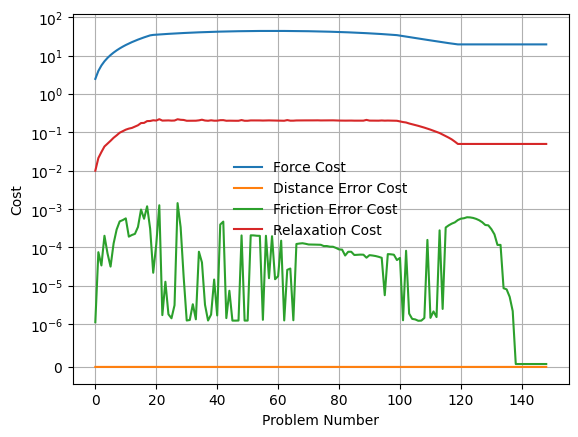 10²
10¹
10⁰
10⁻¹
10⁻²
10⁻³
10⁻⁴
10⁻⁵
10⁻⁶
0
Cost
Force Cost
Distance Error Cost
Friction Error Cost
Relaxation Cost
0 20 40 60 80 100 120 140
Problem Number